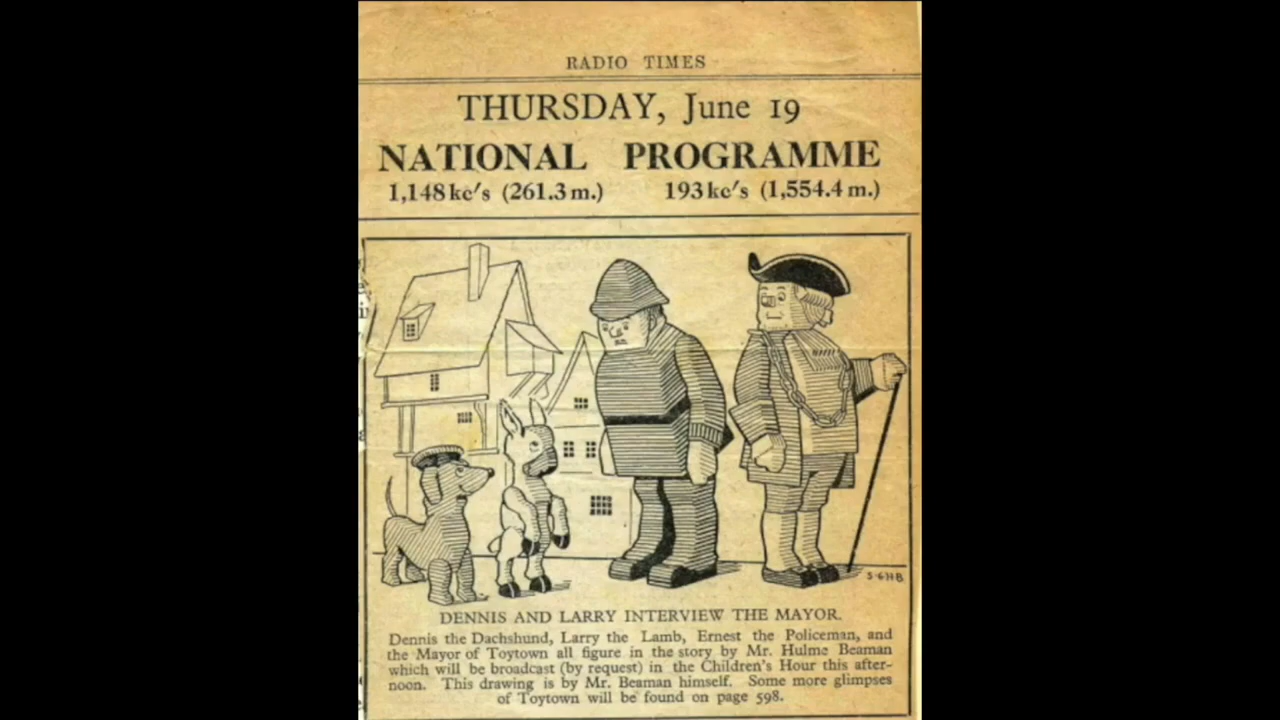 RADIO TIMES
THURSDAY, June 19
NATIONAL PROGRAMME
1,148 kc's (261.3 m.) 193 kc's (1,554.4 m.)
S.G.H.B
DENNIS AND LARRY INTERVIEW THE MAYOR.
Dennis the Dachshund, Larry the Lamb, Ernest the Policeman, and
the Mayor of Toytown all figure in the story by Mr. Hulme Beaman
which will be broadcast (by request) in the Children's Hour this after-
noon. This drawing is by Mr. Beaman himself. Some more glimpses
of Toytown will be found on page 598.